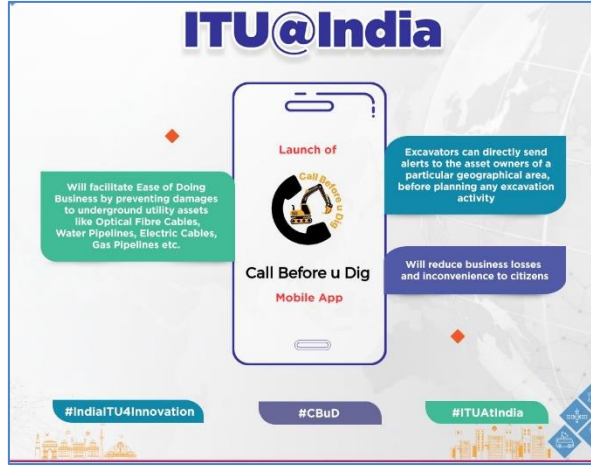 ITU@India
Launch of
Call Before u Dig
Call Before u Dig
Mobile App
Will facilitate Ease of Doing
Business by preventing damages
to underground utility assets
like Optical Fibre Cables,
Water Pipelines, Electric Cables,
Gas Pipelines etc.
Excavators can directly send
alerts to the asset owners of a
particular geographical area,
before planning any excavation
activity
Will reduce business losses
and inconvenience to citizens
#IndiaITU4Innovation
#CBuD
#ITUAtIndia